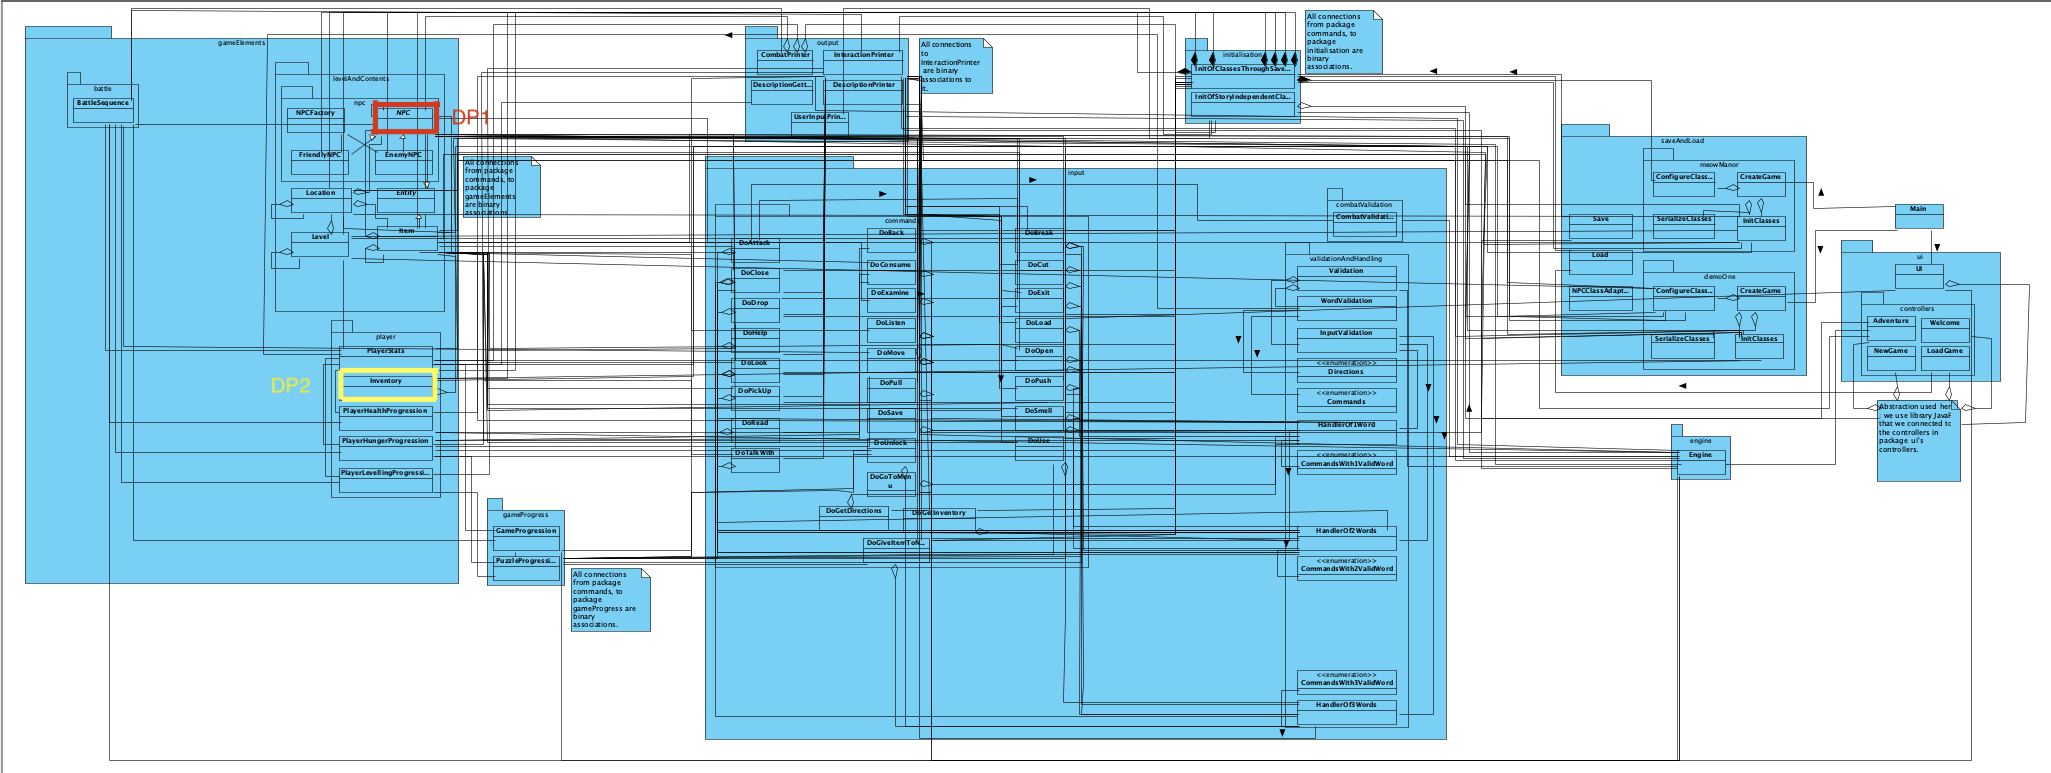 gameElements
battle
BattleSequence
levelAndContents
npc
NPCFactory
NPC
DP1
FriendlyNPC
EnemyNPC
Location
Entity
Level
Item
All connections
from package
commands, to
package
gameElements
are binary
associations.
player
PlayerStats
DP2
Inventory
PlayerHealthProgression
PlayerHungerProgression
PlayerLevellingProgressi...
gameProgress
GameProgression
PuzzleProgressi...
All connections
from package
commands, to
package
gameProgress are
binary
associations.
output
CombatPrinter
InteractionPrinter
DescriptionGett...
DescriptionPrinter
UserInputPrin...
All connections
to
InteractionPrinter
are binary
associations to
it.
initialisation
InitOfClassesThroughSave...
InitOfStoryIndependentCla...
All connections
from package
commands, to
package
initialisation are
binary
associations.
input
DoAttack
DoBack
DoBreak
DoClose
DoConsume
DoCut
DoDrop
DoExamine
DoExit
DoHelp
DoListen
DoLoad
DoLook
DoMove
DoOpen
DoPickUp
DoPull
DoPush
DoRead
DoSave
DoSmell
DoTalkWith
DoUnlock
DoUse
DoGoToMen
u
DoGetDirections
DoGetInventory
DoGiveItemToN...
combatValidation
CombatValidati...
validationAndHandling
Validation
WordValidation
InputValidation
<<enumeration>>
Directions
<<enumeration>>
Commands
HandlerOf1Word
<<enumeration>>
CommandsWith1ValidWord
HandlerOf2Words
<<enumeration>>
CommandsWith2ValidWord
<<enumeration>>
CommandsWith3ValidWord
HandlerOf3Words
saveAndLoad
meowManor
ConfigureClass...
CreateGame
Save
SerializeClasses
InitClasses
Load
demoOne
NPCClassAdapt...
ConfigureClass...
CreateGame
SerializeClasses
InitClasses
Main
ui
UI
controllers
Adventure
Welcome
NewGame
LoadGame
Abstraction used here
: we use library JavaF
that we connected to
the controllers in
package ui's
controllers.
engine
Engine